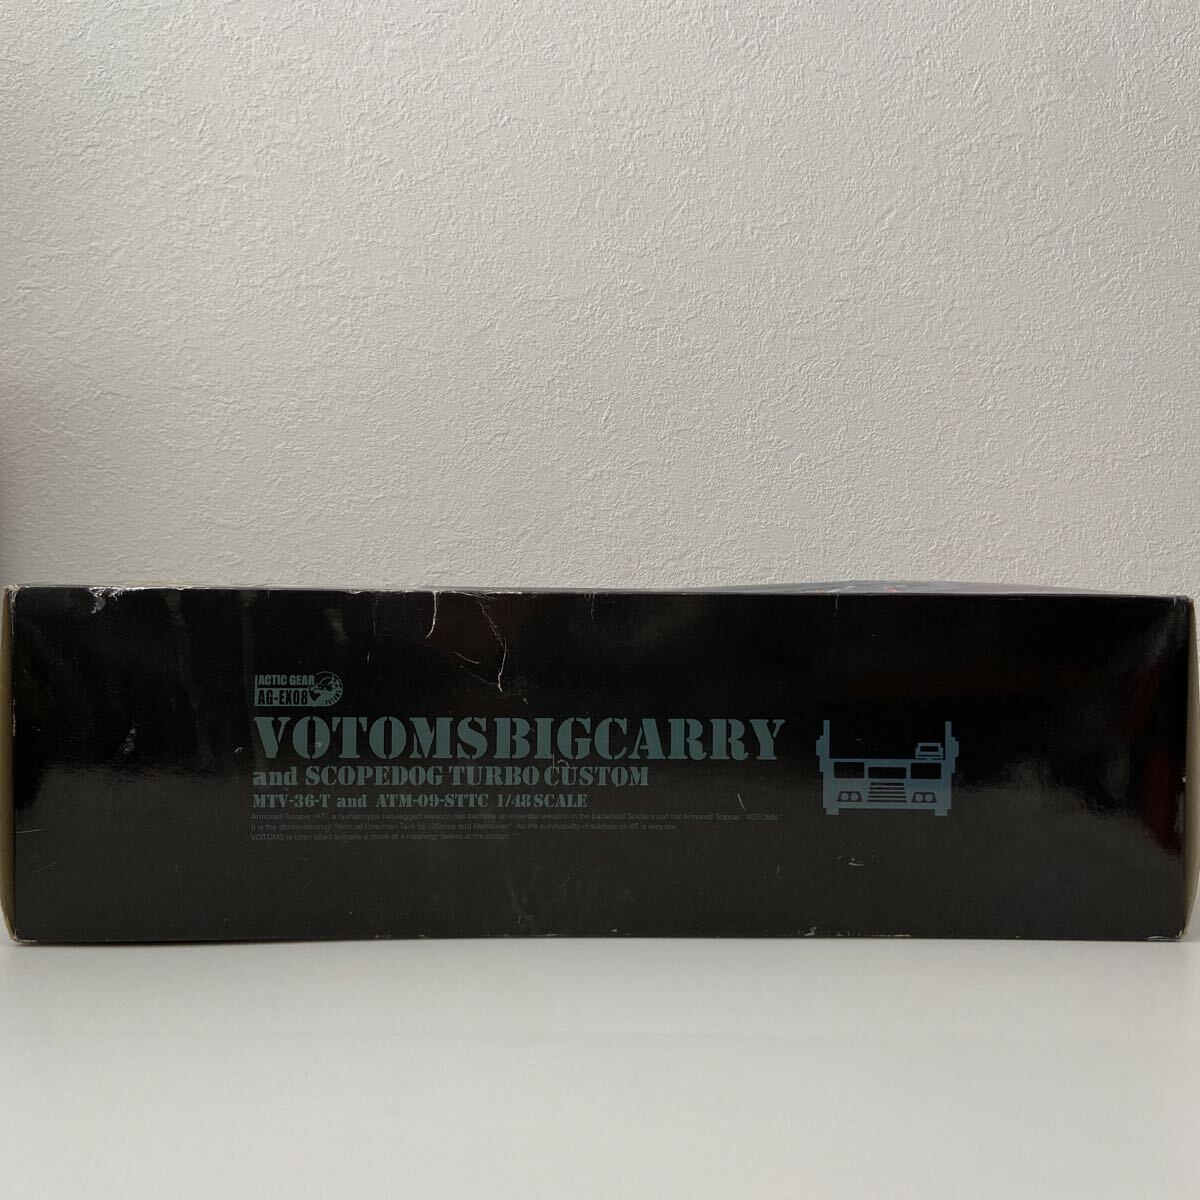 ACTIC GEAR
AG-EX08
VOTOMS BIGCARRY
and SCOPEDOG TURBO CUSTOM
MTV-36-T and ATM-09-STTC 1/48 SCALE
Armored Trooper (AT), a human-type two-legged weapon has become an essential weapon in the battlefield Soldiers call the Armored Trooper "VOTOMS."
It is the abbreviation of "Vertical One-man Tank for Offense and Maneuver." As the survivability of soldiers on AT is very low
VOTOMS is often used to make a mock of it meaning "fellers at the bottom."